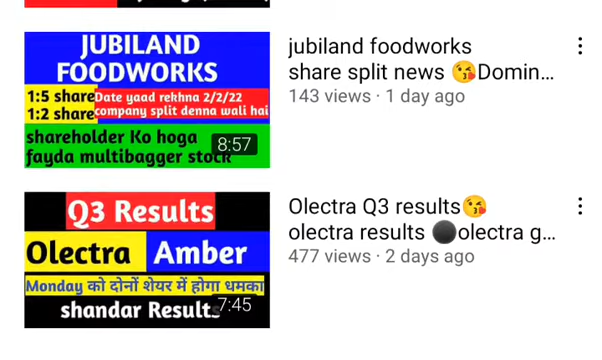 JUBILAND
FOODWORKS
1:5 share
Date yaad rekhna 2/2/22
1:2 share
company split denna wali hai
shareholder Ko hoga
fayda multibagger stock
8:57
jubiland foodworks
share split news 😘Domin...
143 views · 1 day ago
Q3 Results
Olectra Amber
Monday को दोनों शेयर में होगा धमका
shandar Results
7:45
Olectra Q3 results😘
olectra results ⚫olectra g...
477 views · 2 days ago